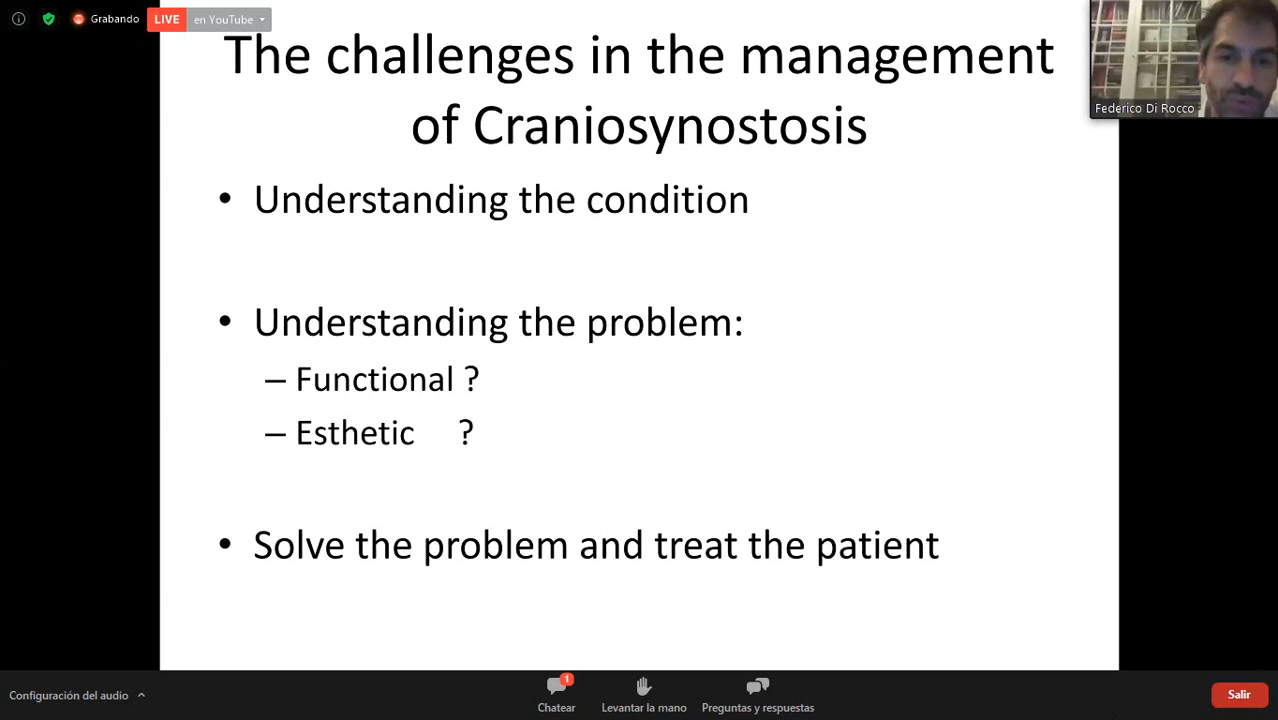 Grabando
LIVE en YouTube
The challenges in the management
of Craniosynostosis
Federico Di Rocco
• Understanding the condition
• Understanding the problem:
– Functional ?
– Esthetic ?
• Solve the problem and treat the patient
Configuración del audio
1
Chatear
Levantar la mano
Preguntas y respuestas
Salir